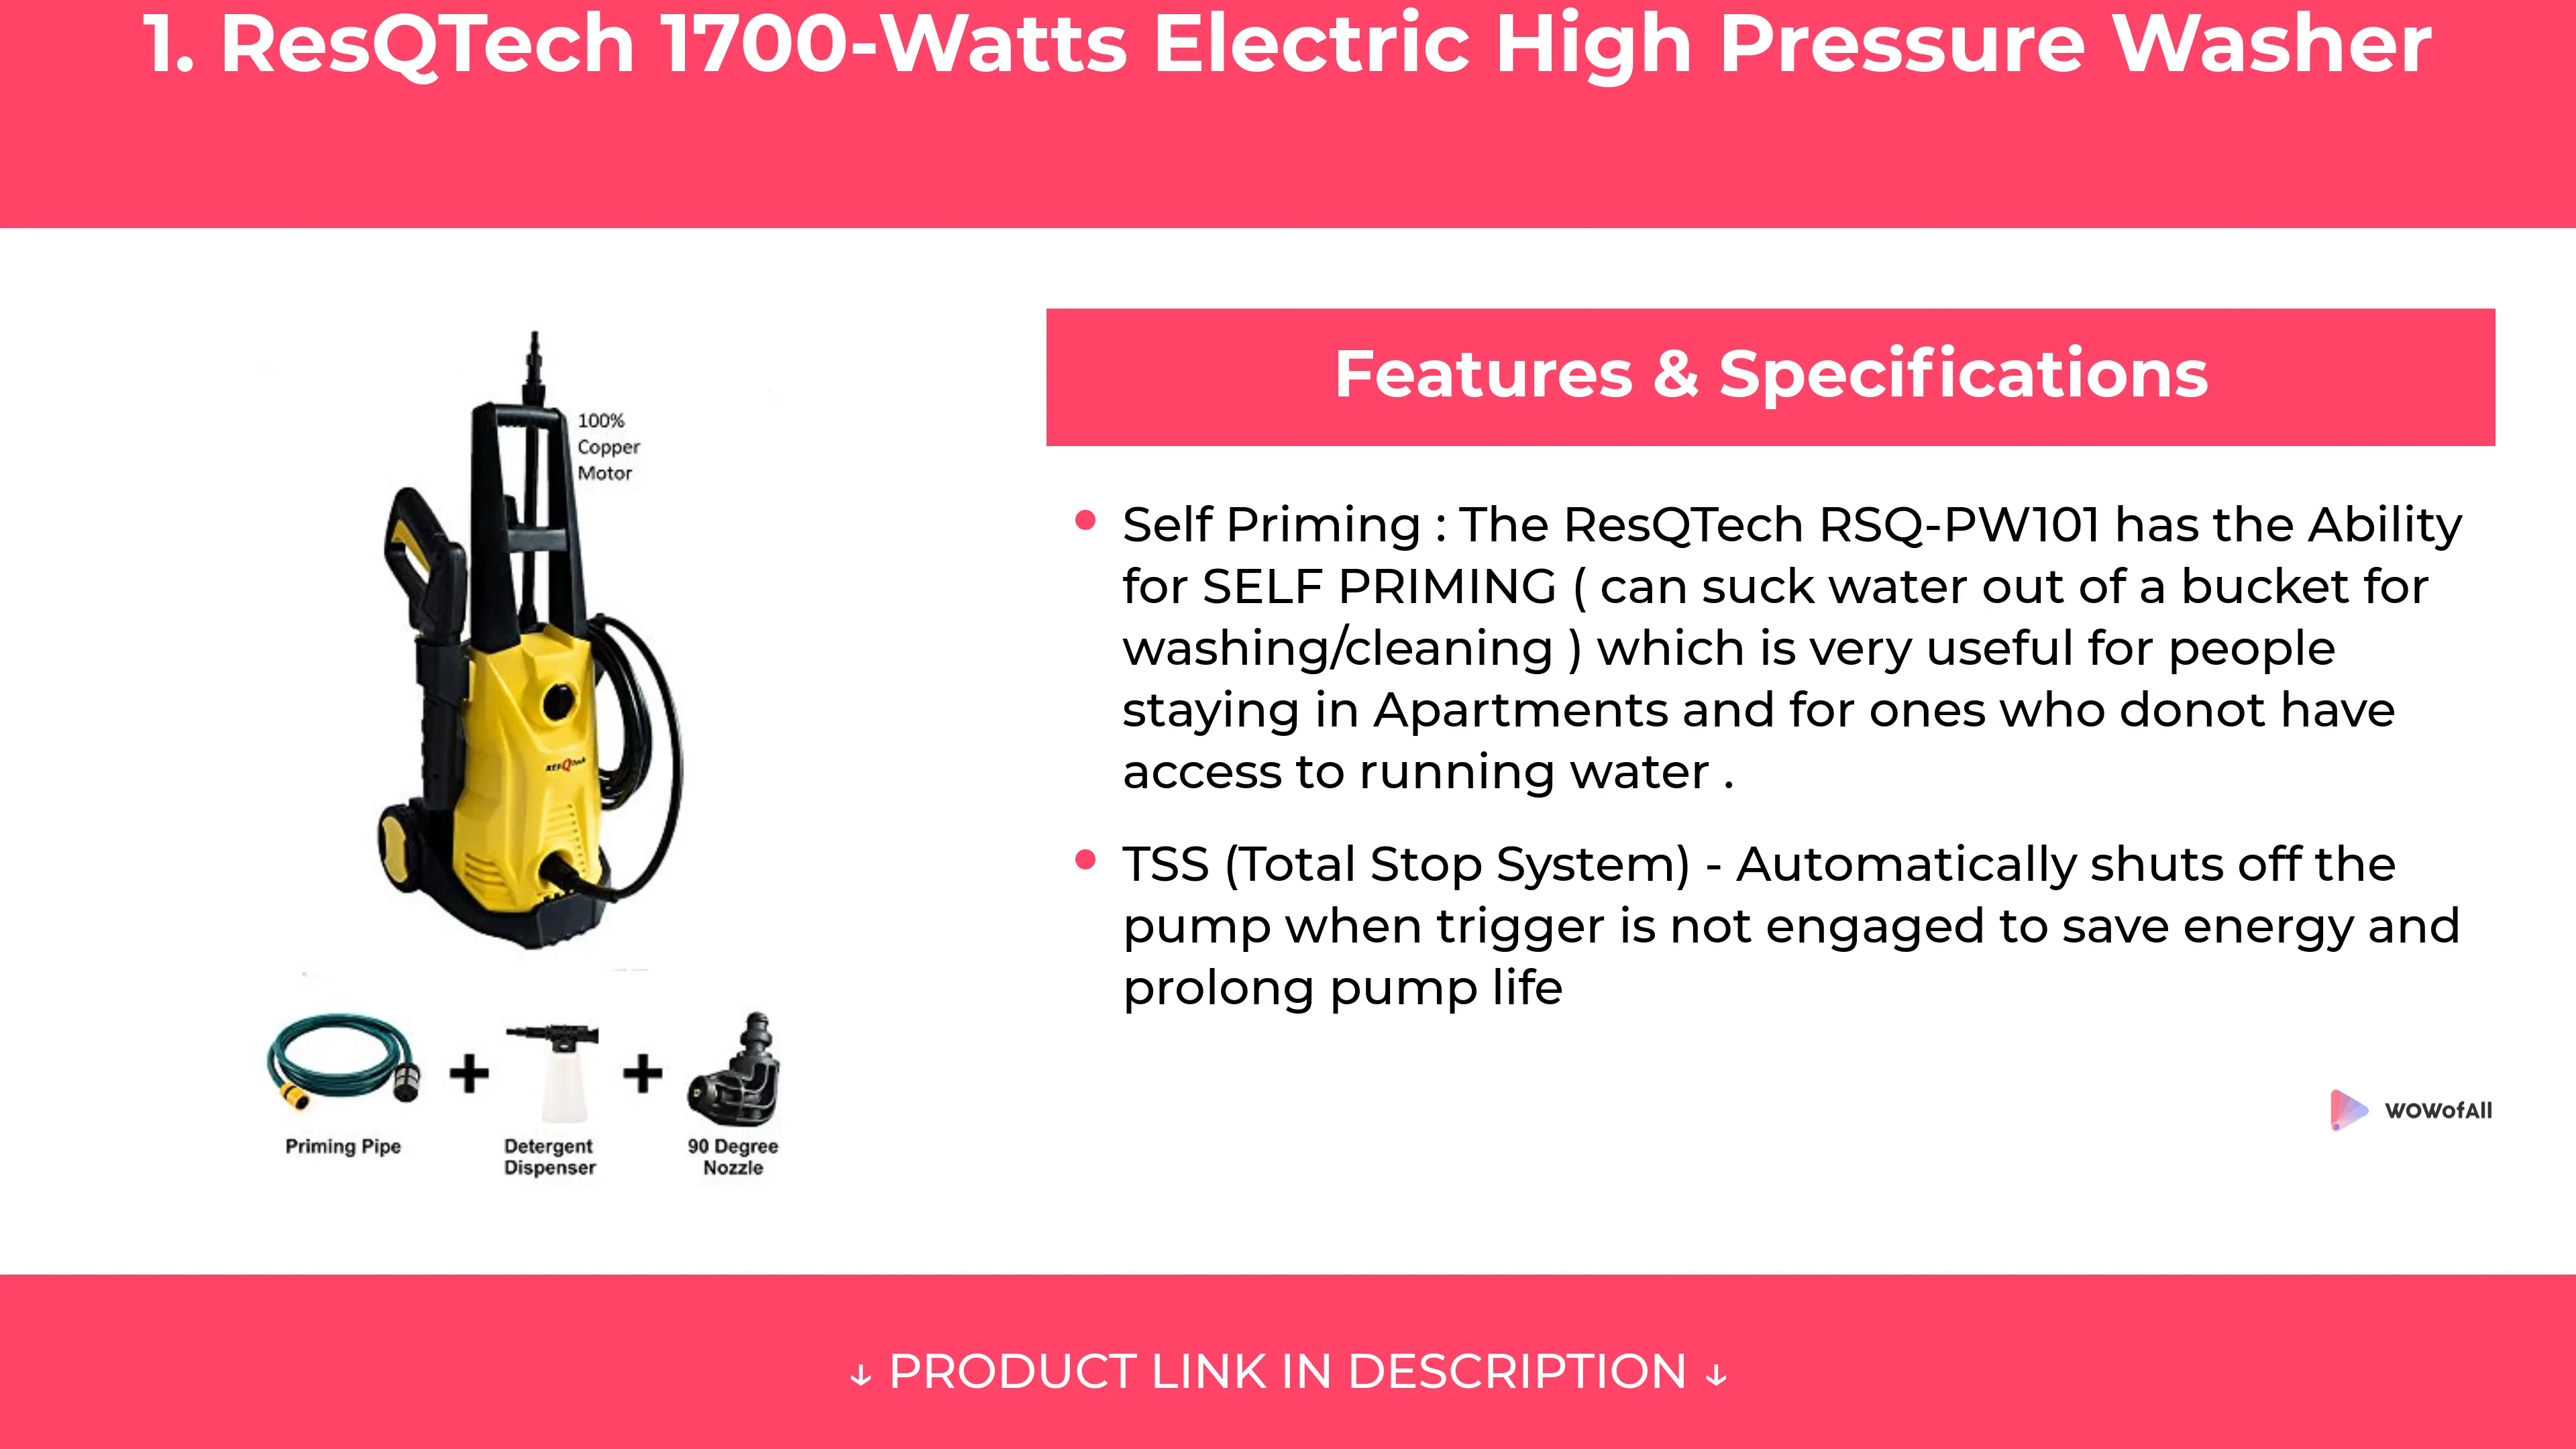 1. ResQTech 1700-Watts Electric High Pressure Washer
100%
Copper
Motor
RESQTech
Priming Pipe
Detergent
Dispenser
90 Degree
Nozzle
Features & Specifications
Self Priming : The ResQTech RSQ-PW101 has the Ability
for SELF PRIMING ( can suck water out of a bucket for
washing/cleaning ) which is very useful for people
staying in Apartments and for ones who donot have
access to running water .
TSS (Total Stop System) - Automatically shuts off the
pump when trigger is not engaged to save energy and
prolong pump life
wowofAll
↓ PRODUCT LINK IN DESCRIPTION ↓